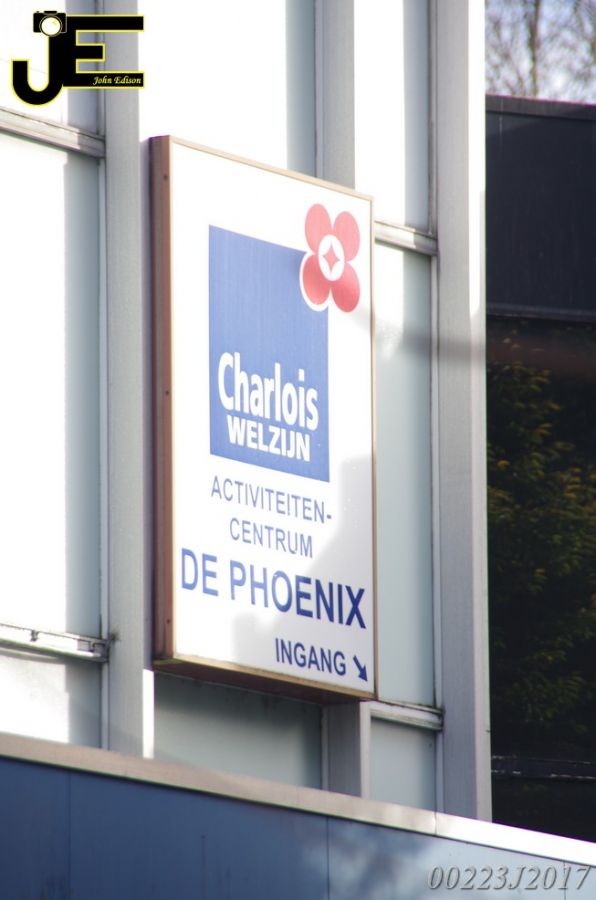 JE
John Edison
Charlois
WELZIJN
ACTIVITEITEN-
CENTRUM
DE PHOENIX
INGANG ↘
00223J2017